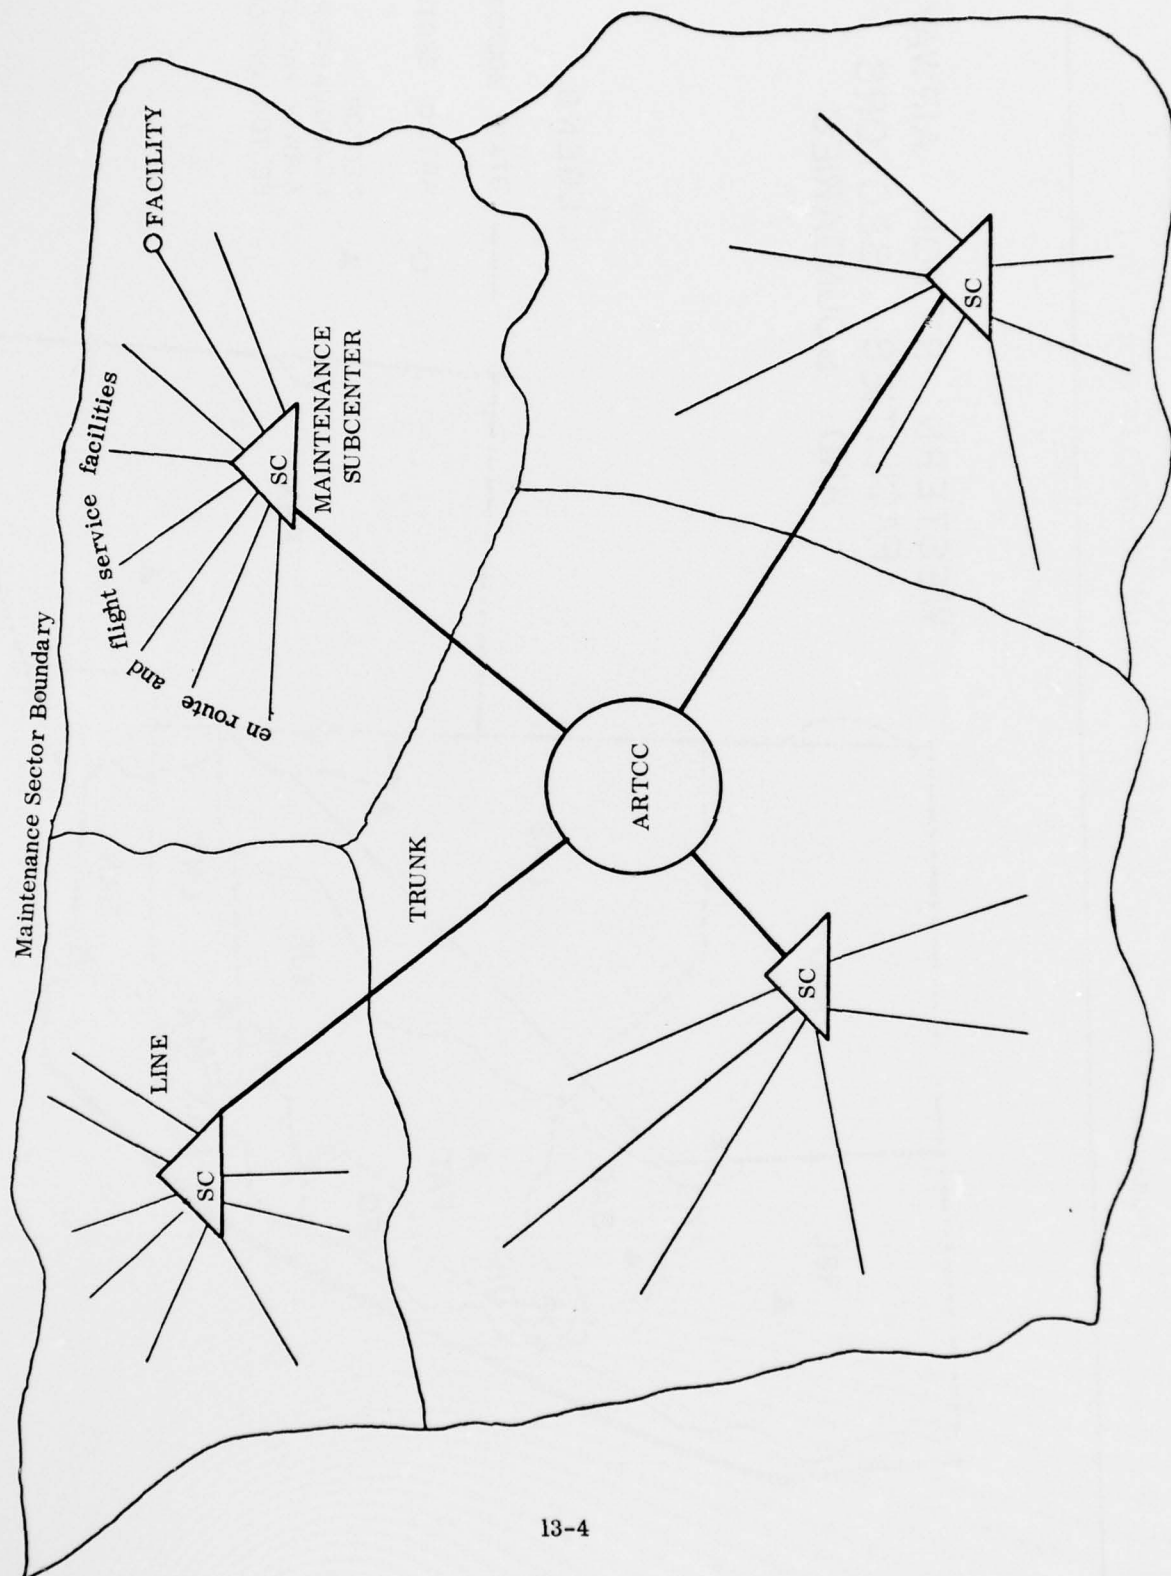 Maintenance Sector Boundary
en route and flight service facilities
FACILITY
SC
MAINTENANCE
SUBCENTER
LINE
SC
TRUNK
ARTCC
SC
SC
13-4